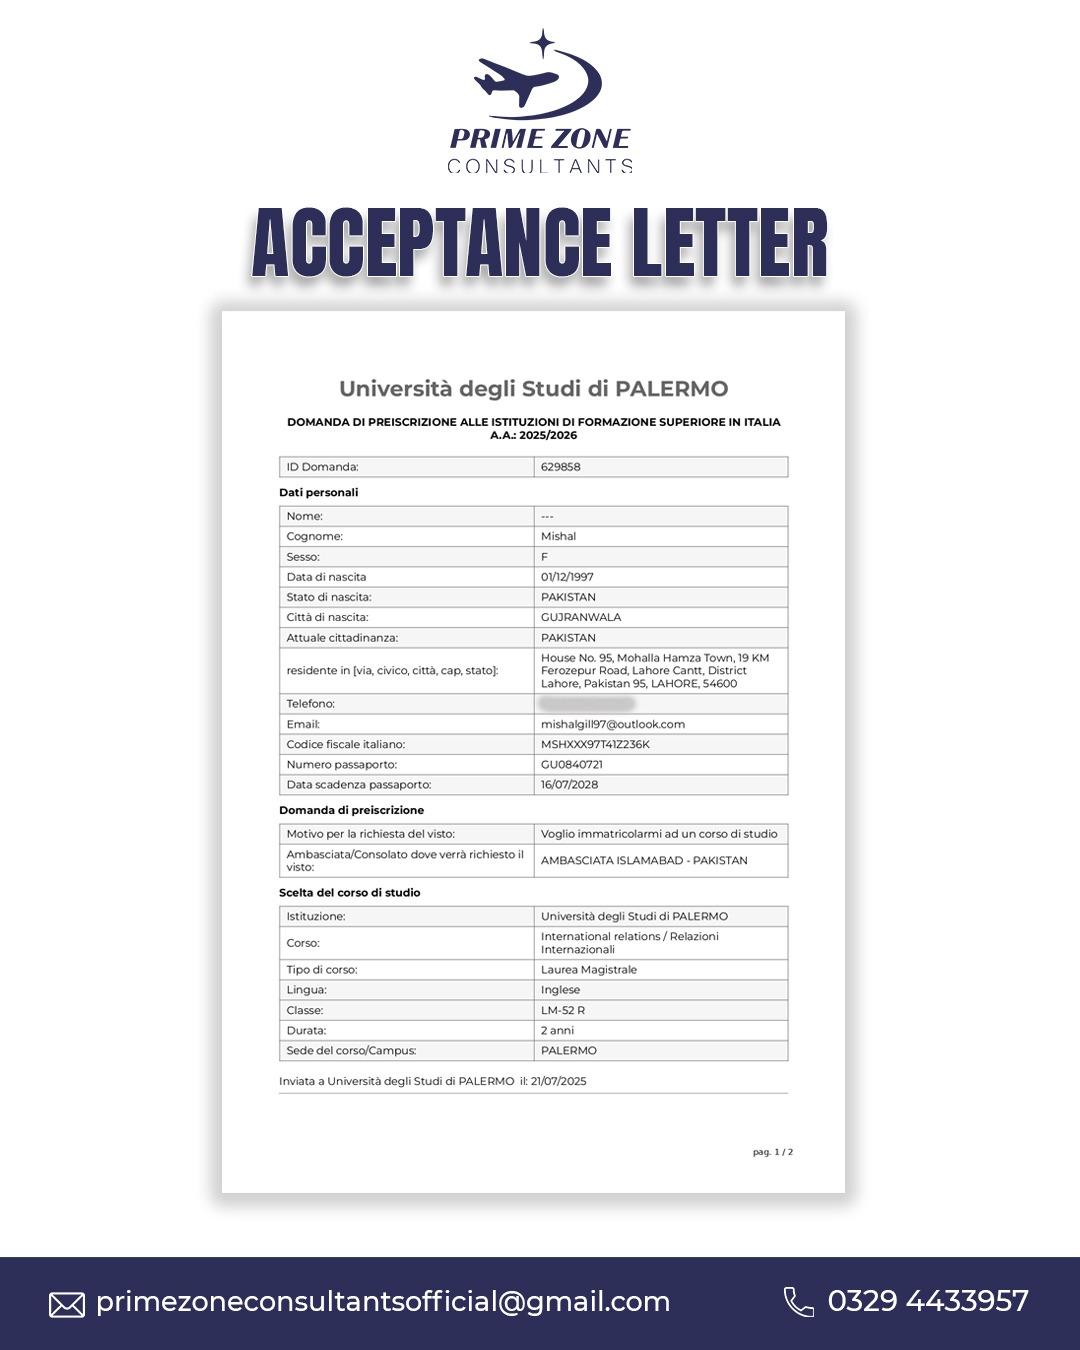 PRIME ZONE
CONSULTANTS
ACCEPTANCE LETTER
Università degli Studi di PALERMO
DOMANDA DI PREISCRIZIONE ALLE ISTITUZIONI DI FORMAZIONE SUPERIORE IN ITALIA
A.A.: 2025/2026
ID Domanda: 629858
Dati personali
Nome: ---
Cognome: Mishal
Sesso: F
Data di nascita 01/12/1997
Stato di nascita: PAKISTAN
Città di nascita: GUJRANWALA
Attuale cittadinanza: PAKISTAN
residente in [via, civico, città, cap, stato]: House No. 95, Mohalla Hamza Town, 19 KM
Ferozepur Road, Lahore Cantt, District
Lahore, Pakistan 95, LAHORE, 54600
Telefono:
Email: mishalgill97@outlook.com
Codice fiscale italiano: MSHXXX97T41Z236K
Numero passaporto: GU0840721
Data scadenza passaporto: 16/07/2028
Domanda di preiscrizione
Motivo per la richiesta del visto: Voglio immatricolarmi ad un corso di studio
Ambasciata/Consolato dove verrà richiesto il
visto: AMBASCIATA ISLAMABAD - PAKISTAN
Scelta del corso di studio
Istituzione: Università degli Studi di PALERMO
Corso: International relations / Relazioni
Internazionali
Tipo di corso: Laurea Magistrale
Lingua: Inglese
Classe: LM-52 R
Durata: 2 anni
Sede del corso/Campus: PALERMO
Inviata a Università degli Studi di PALERMO il: 21/07/2025
pag. 1 / 2
primezoneconsultantsofficial@gmail.com
0329 4433957